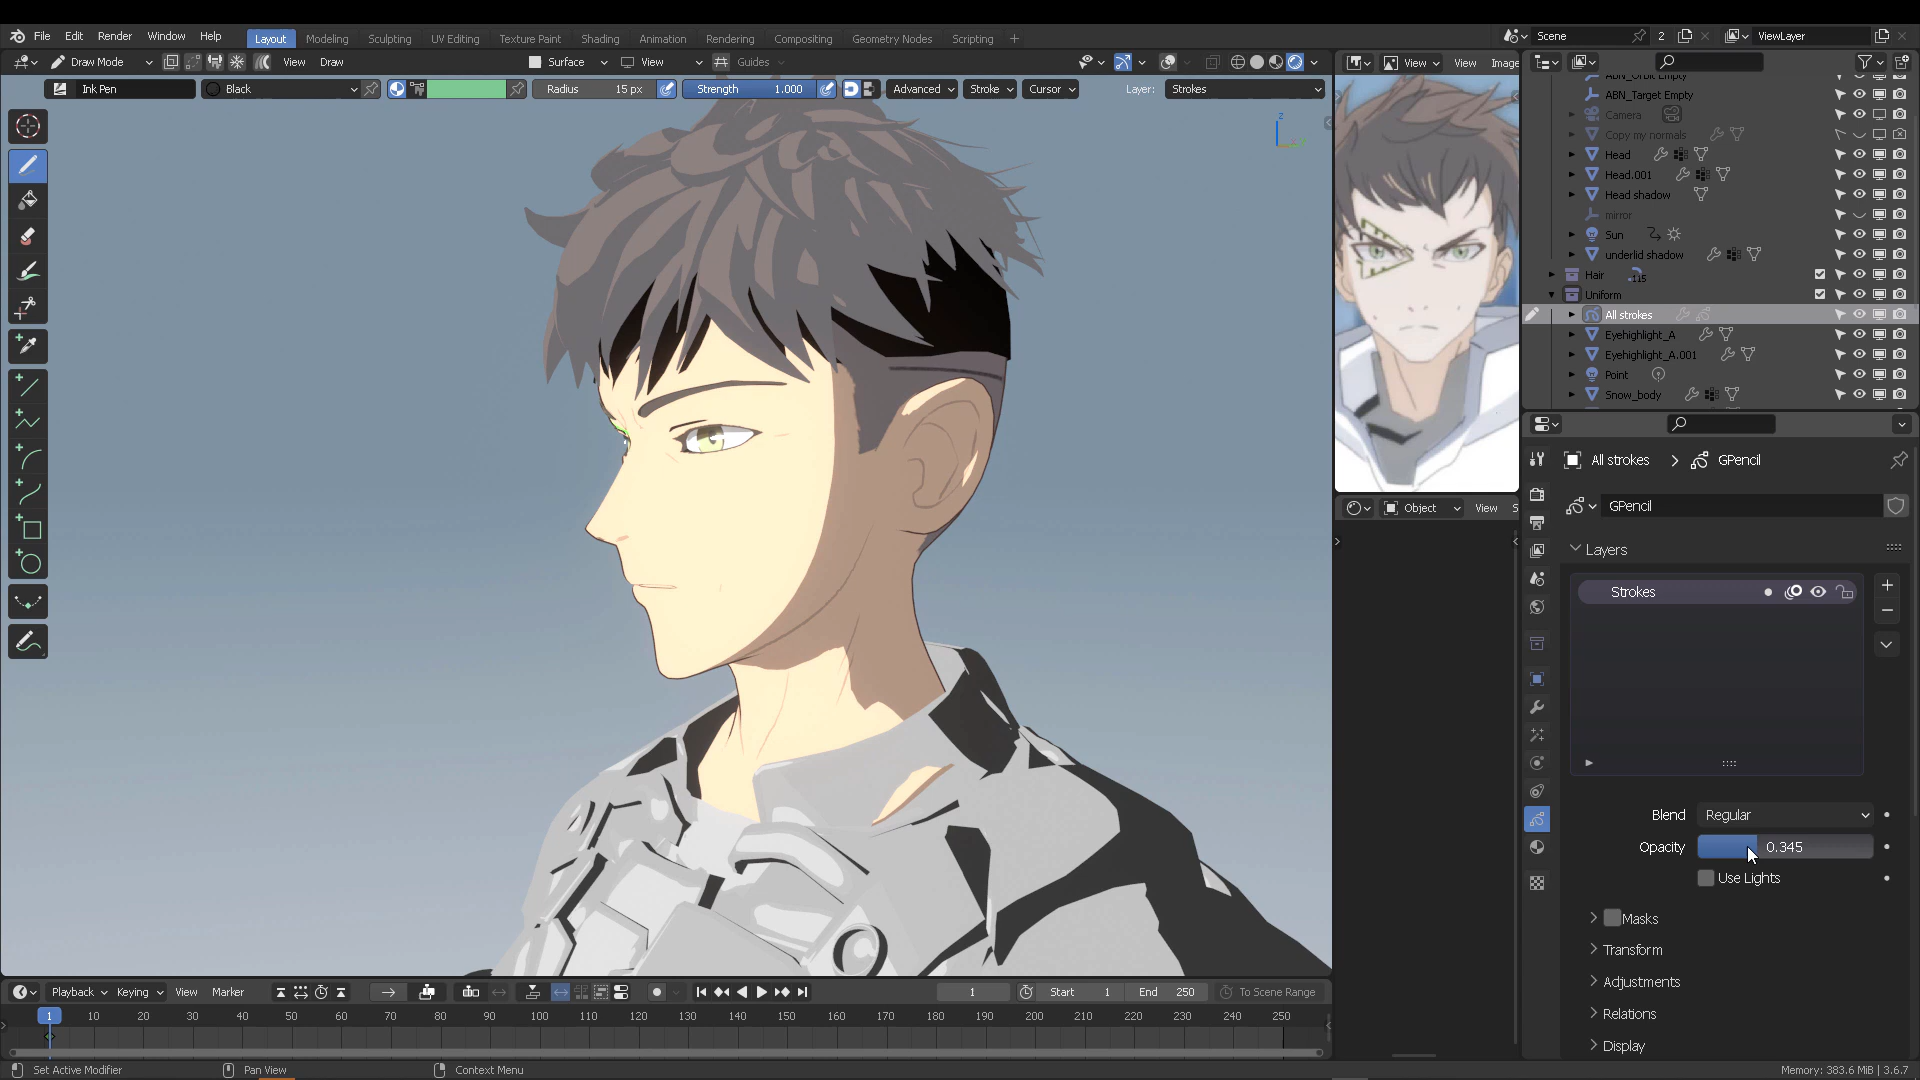 File Edit Render Window Help Layout Modeling Sculpting UV Editing Texture Paint Shading Animation Rendering Compositing Geometry Nodes Scripting + Scene 2 ViewLayer
Draw Mode View Draw Surface View Guides View View Image
Ink Pen Black Radius 15 px Strength 1.000 Advanced Stroke Cursor Layer: Strokes
Z
ABN_Orbit Empty
ABN_Target Empty
Camera
Copy my normals
Head
Head.001
Head shadow
mirror
Sun
underlid shadow
Hair 115
Uniform
All strokes
Eyehighlight_A
Eyehighlight_A.001
Point
Snow_body
All strokes > GPencil
GPencil
Object View S
Layers
Strokes
Blend Regular
Opacity 0.345
Use Lights
Masks
Transform
Adjustments
Relations
Display
Playback Keying View Marker 1 Start 1 End 250 To Scene Range
1 10 20 30 40 50 60 70 80 90 100 110 120 130 140 150 160 170 180 190 200 210 220 230 240 250
Set Active Modifier Pan View Context Menu Memory: 383.6 MiB | 3.6.7